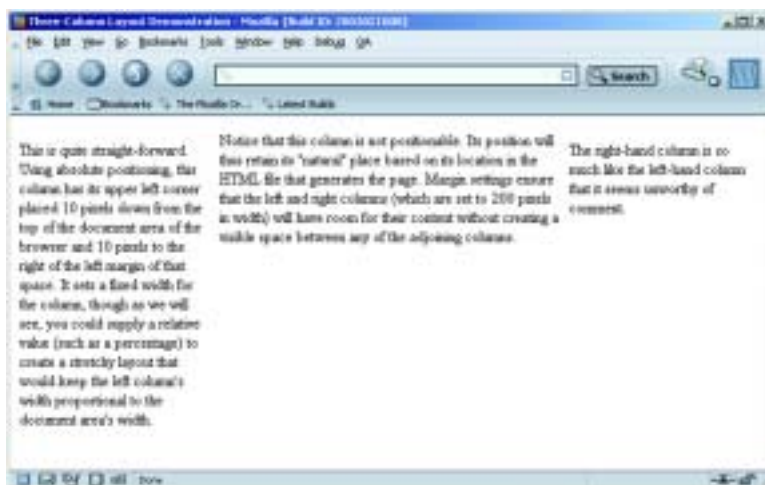 Three-Column Layout Demonstration - Mozilla {Build ID: 2003021008}
File Edit View Go Bookmarks Tools Window Help Debug QA
Search
Home Bookmarks The Mozilla Or... Latest Builds
This is quite straight-forward.
Using absolute positioning, this
column has its upper left corner
placed 10 pixels down from the
top of the document area of the
browser and 10 pixels to the
right of the left margin of that
space. It sets a fixed width for
the column, though as we will
see, you could supply a relative
value (such as a percentage) to
create a stretchy layout that
would keep the left column's
width proportional to the
document area's width.
Notice that this column is not positionable. Its position will
thus retain its "natural" place based on its location in the
HTML file that generates the page. Margin settings ensure
that the left and right columns (which are set to 200 pixels
in width) will have room for their content without creating a
visible space between any of the adjoining columns.
The right-hand column is so
much like the left-hand column
that it seems unworthy of
comment.
Done